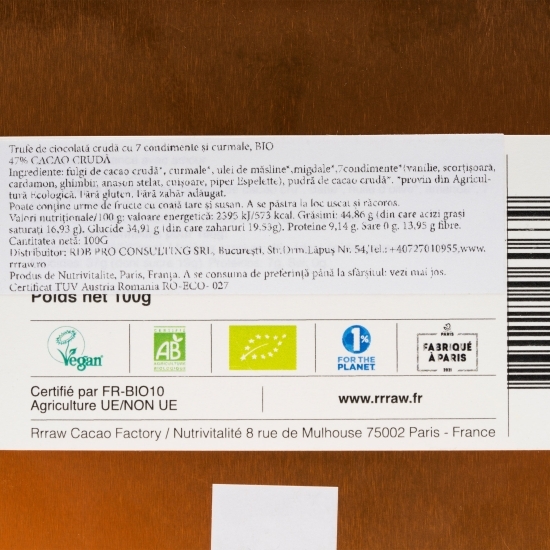 Trufe de ciocolată crudă cu 7 condimente și curmale, BIO
47% CACAO CRUDĂ
Ingrediente: fulgi de cacao crudă*, curmale*, ulei de măsline*,migdale*,7condimente*(vanilie, scorțișoara,
cardamon, ghimbir, anason stelat, cuișoare, piper Espelette), pudră de cacao crudă*. *provin din Agricul-
tură ecologică. Fără gluten. Fără zahăr adăugat.
Poate conține urme de fructe cu coaja tare și susan. A se păstra la loc uscat și răcoros.
Valori nutriționale/100 g: valoare energetică: 2395 kJ/573 kcal. Grăsimi: 44,86 g (din care acizi grași
saturați 16,93 g), Glucide 34,91 g (din care zaharuri 19.53g). Proteine 9,14 g. Sare 0 g. 13,95 g fibre.
Cantitatea netă: 100G
Distribuitor: RDB PRO CONSULTING SRL, București, Str.Drm.Lăpuș Nr. 54,Tel.:+40727010955,www.
rrraw.ro
Produs de Nutrivitalite, Paris, Franța. A se consuma de preferință până la sfârșitul: vezi mai jos.
Certificat TUV Austria Romania RO-ECO- 027
Poids net 100g
Vegan
CERTIFIÉ
AB
AGRICULTURE
BIOLOGIQUE
1%
FOR THE
PLANET
PARIS
FABRIQUÉ
À PARIS
Certifié par FR-BIO10
Agriculture UE/NON UE
www.rrraw.fr
Rrraw Cacao Factory / Nutrivitalité 8 rue de Mulhouse 75002 Paris - France